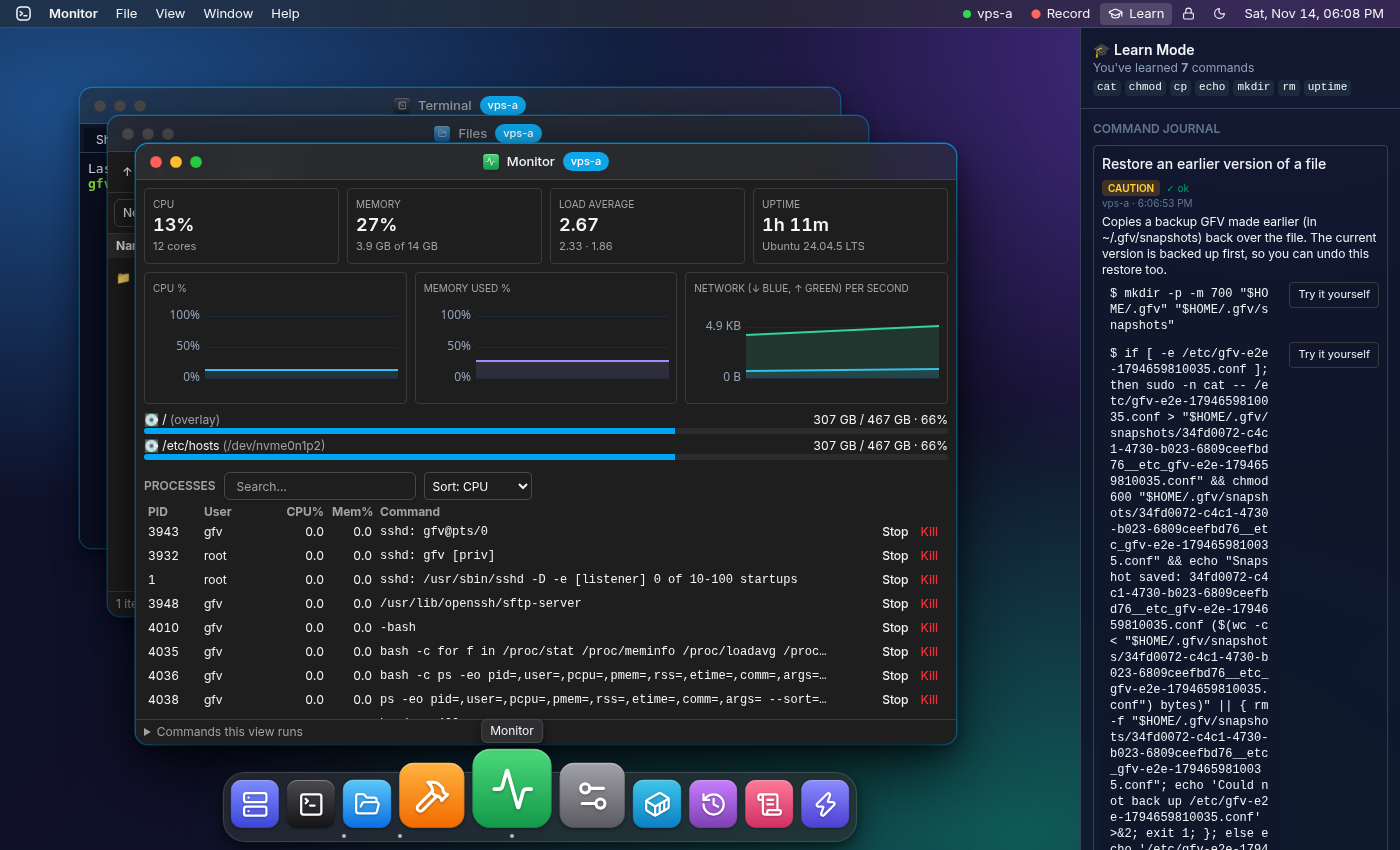 Monitor File View Window Help
vps-a Record Learn Sat, Nov 14, 06:08 PM
Terminal vps-a
Files vps-a
Monitor vps-a
CPU
13%
12 cores
MEMORY
27%
3.9 GB of 14 GB
LOAD AVERAGE
2.67
2.33 · 1.86
UPTIME
1h 11m
Ubuntu 24.04.5 LTS
CPU %
100%
50%
0%
MEMORY USED %
100%
50%
0%
NETWORK (↓ BLUE, ↑ GREEN) PER SECOND
4.9 KB
0 B
/ (overlay) 307 GB / 467 GB · 66%
/etc/hosts (/dev/nvme0n1p2) 307 GB / 467 GB · 66%
PROCESSES Search... Sort: CPU
PID User CPU% Mem% Command
3943 gfv 0.0 0.0 sshd: gfv@pts/0 Stop Kill
3932 root 0.0 0.0 sshd: gfv [priv] Stop Kill
1 root 0.0 0.0 sshd: /usr/sbin/sshd -D -e [listener] 0 of 10-100 startups Stop Kill
3948 gfv 0.0 0.0 /usr/lib/openssh/sftp-server Stop Kill
4010 gfv 0.0 0.0 -bash Stop Kill
4035 gfv 0.0 0.0 bash -c for f in /proc/stat /proc/meminfo /proc/loadavg /proc… Stop Kill
4036 gfv 0.0 0.0 bash -c ps -eo pid=,user=,pcpu=,pmem=,rss=,etime=,comm=,args=… Stop Kill
4038 gfv 0.0 0.0 ps -eo pid=,user=,pcpu=,pmem=,rss=,etime=,comm=,args= --sort=… Stop Kill
Commands this view runs
Monitor
Learn Mode
You've learned 7 commands
cat chmod cp echo mkdir rm uptime
COMMAND JOURNAL
Restore an earlier version of a file
CAUTION ✓ ok
vps-a · 6:06:53 PM
Copies a backup GFV made earlier (in
~/.gfv/snapshots) back over the file. The current
version is backed up first, so you can undo this
restore too.
$ mkdir -p -m 700 "$HO
ME/.gfv" "$HOME/.gfv/s
napshots"
Try it yourself
$ if [ -e /etc/gfv-e2e
-1794659810035.conf ];
then sudo -n cat -- /e
tc/gfv-e2e-17946598100
35.conf > "$HOME/.gfv/
snapshots/34fd0072-c4c
1-4730-b023-6809ceefbd
76__etc_gfv-e2e-179465
9810035.conf" && chmod
600 "$HOME/.gfv/snapsh
ots/34fd0072-c4c1-4730
-b023-6809ceefbd76__et
c_gfv-e2e-179465981003
5.conf" && echo "Snaps
hot saved: 34fd0072-c4
c1-4730-b023-6809ceefb
d76__etc_gfv-e2e-17946
59810035.conf ($(wc -c
< "$HOME/.gfv/snapshot
s/34fd0072-c4c1-4730-b
023-6809ceefbd76__etc_
gfv-e2e-1794659810035.
conf") bytes)" || { rm
-f "$HOME/.gfv/snapsho
ts/34fd0072-c4c1-4730-
b023-6809ceefbd76__etc
_gfv-e2e-179465981003
5.conf"; echo 'Could n
ot back up /etc/gfv-e2
e-1794659810035.conf'
>&2; exit 1; }; else e
cho '/etc/gfv-e2e-1794
Try it yourself